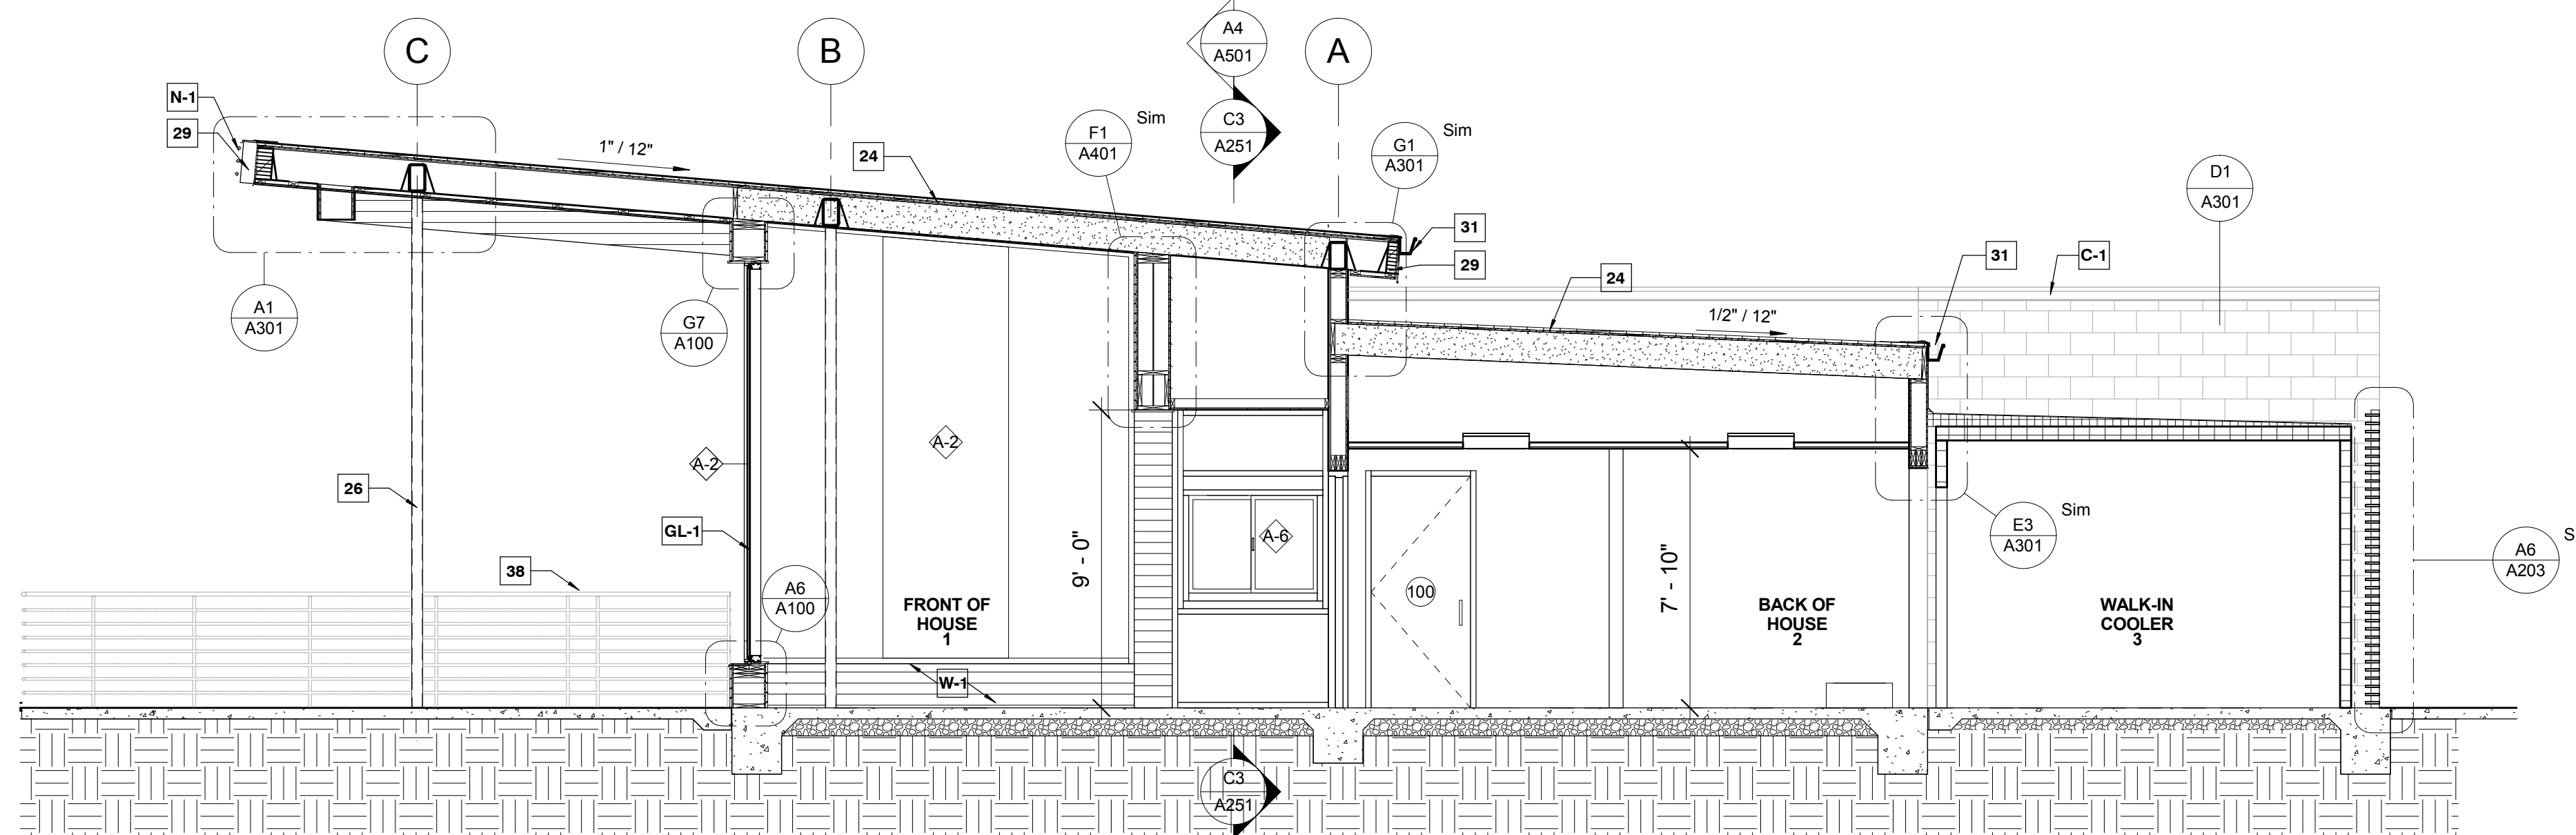 C
B
A4
A501
A
N-1
29
1" / 12"
24
F1
A401
Sim
C3
A251
G1
A301
Sim
D1
A301
31
29
24
1/2" / 12"
C-1
31
A1
A301
G7
A100
A-2
A-2
26
GL-1
38
A6
A100
FRONT OF
HOUSE
1
9' - 0"
A-6
100
7' - 10"
BACK OF
HOUSE
2
E3
A301
Sim
WALK-IN
COOLER
3
A6
A203
S
W-1
C3
A251